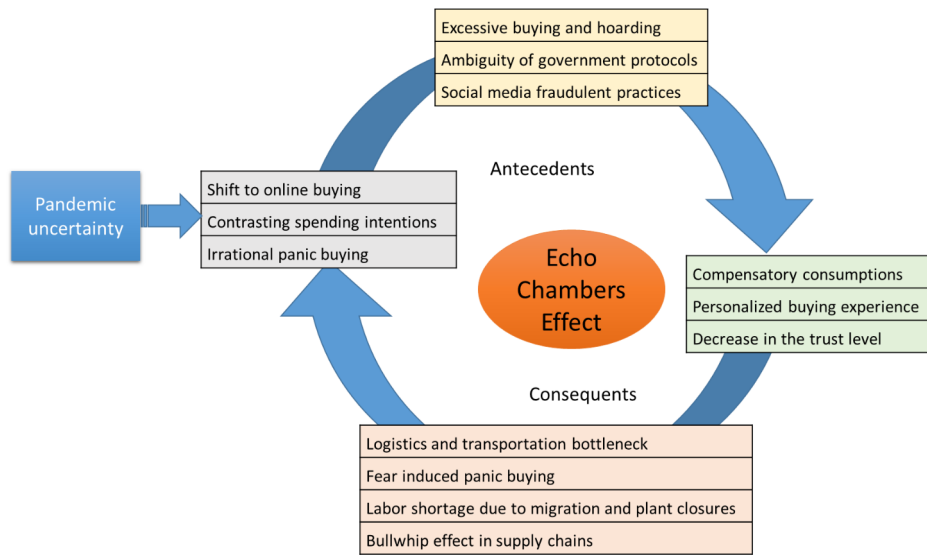 Excessive buying and hoarding
Ambiguity of government protocols
Social media fraudulent practices
Antecedents
Pandemic
uncertainty
Shift to online buying
Contrasting spending intentions
Irrational panic buying
Echo
Chambers
Effect
Compensatory consumptions
Personalized buying experience
Decrease in the trust level
Consequents
Logistics and transportation bottleneck
Fear induced panic buying
Labor shortage due to migration and plant closures
Bullwhip effect in supply chains